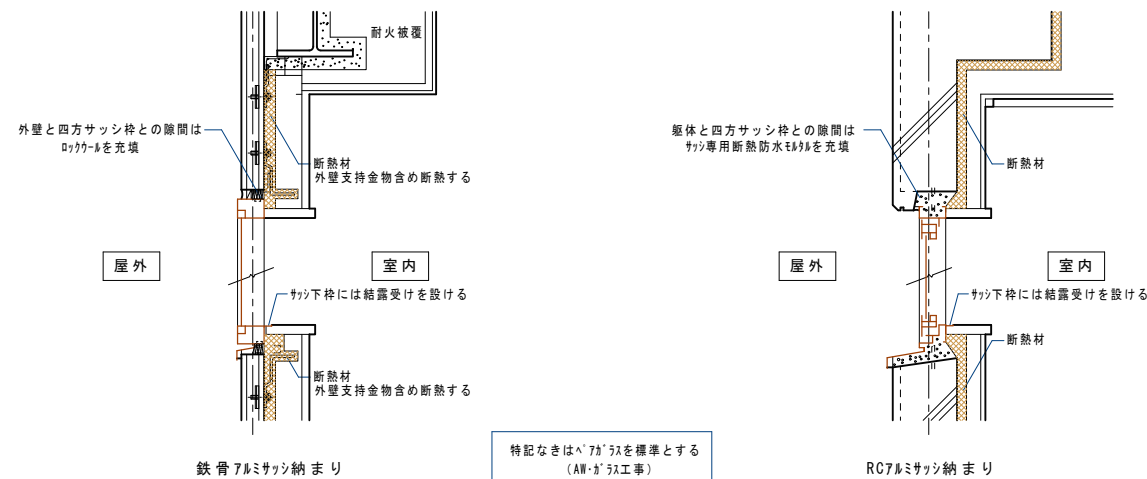 耐火被覆
外壁と四方サッシ枠との隙間は
ﾛｯｸｳｰﾙを充填
断熱材
外壁支持金物含め断熱する
屋外
室内
ｻｯｼ下枠には結露受けを設ける
断熱材
外壁支持金物含め断熱する
鉄骨ｱﾙﾐｻｯｼ納まり
特記なきはﾍﾟｱｶﾞﾗｽを標準とする
(AW･ｶﾞﾗｽ工事)
躯体と四方サッシ枠との隙間は
ｻｯｼ専用断熱防水ﾓﾙﾀﾙを充填
断熱材
屋外
室内
ｻｯｼ下枠には結露受けを設ける
断熱材
RCｱﾙﾐｻｯｼ納まり